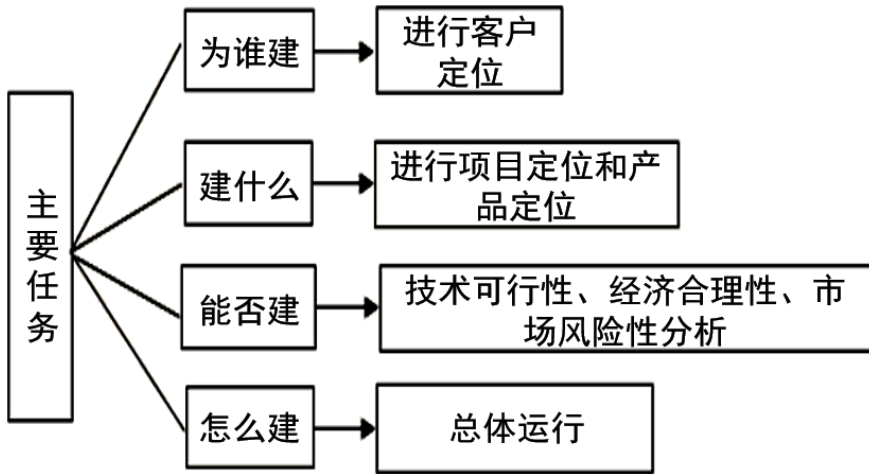 主要任务
为谁建
进行客户
定位
建什么
进行项目定位和产
品定位
能否建
技术可行性、经济合理性、市
场风险性分析
怎么建
总体运行